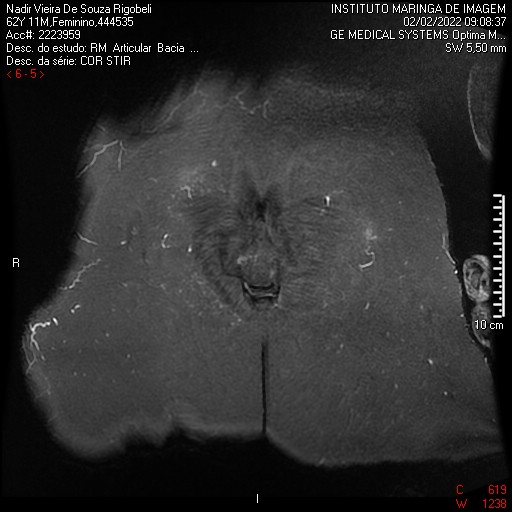 Nadir Vieira De Souza Rigobeli
62Y 11M,Feminino,444535
Acc#: 2223959
Desc. do estudo: RM Articular Bacia ...
Desc. da série: COR STIR
< 6 - 5 >
INSTITUTO MARINGA DE IMAGEM
02/02/2022 09:08:37
GE MEDICAL SYSTEMS Optima M...
SW 5,50 mm
R
10 cm
I
C 619
W 1238